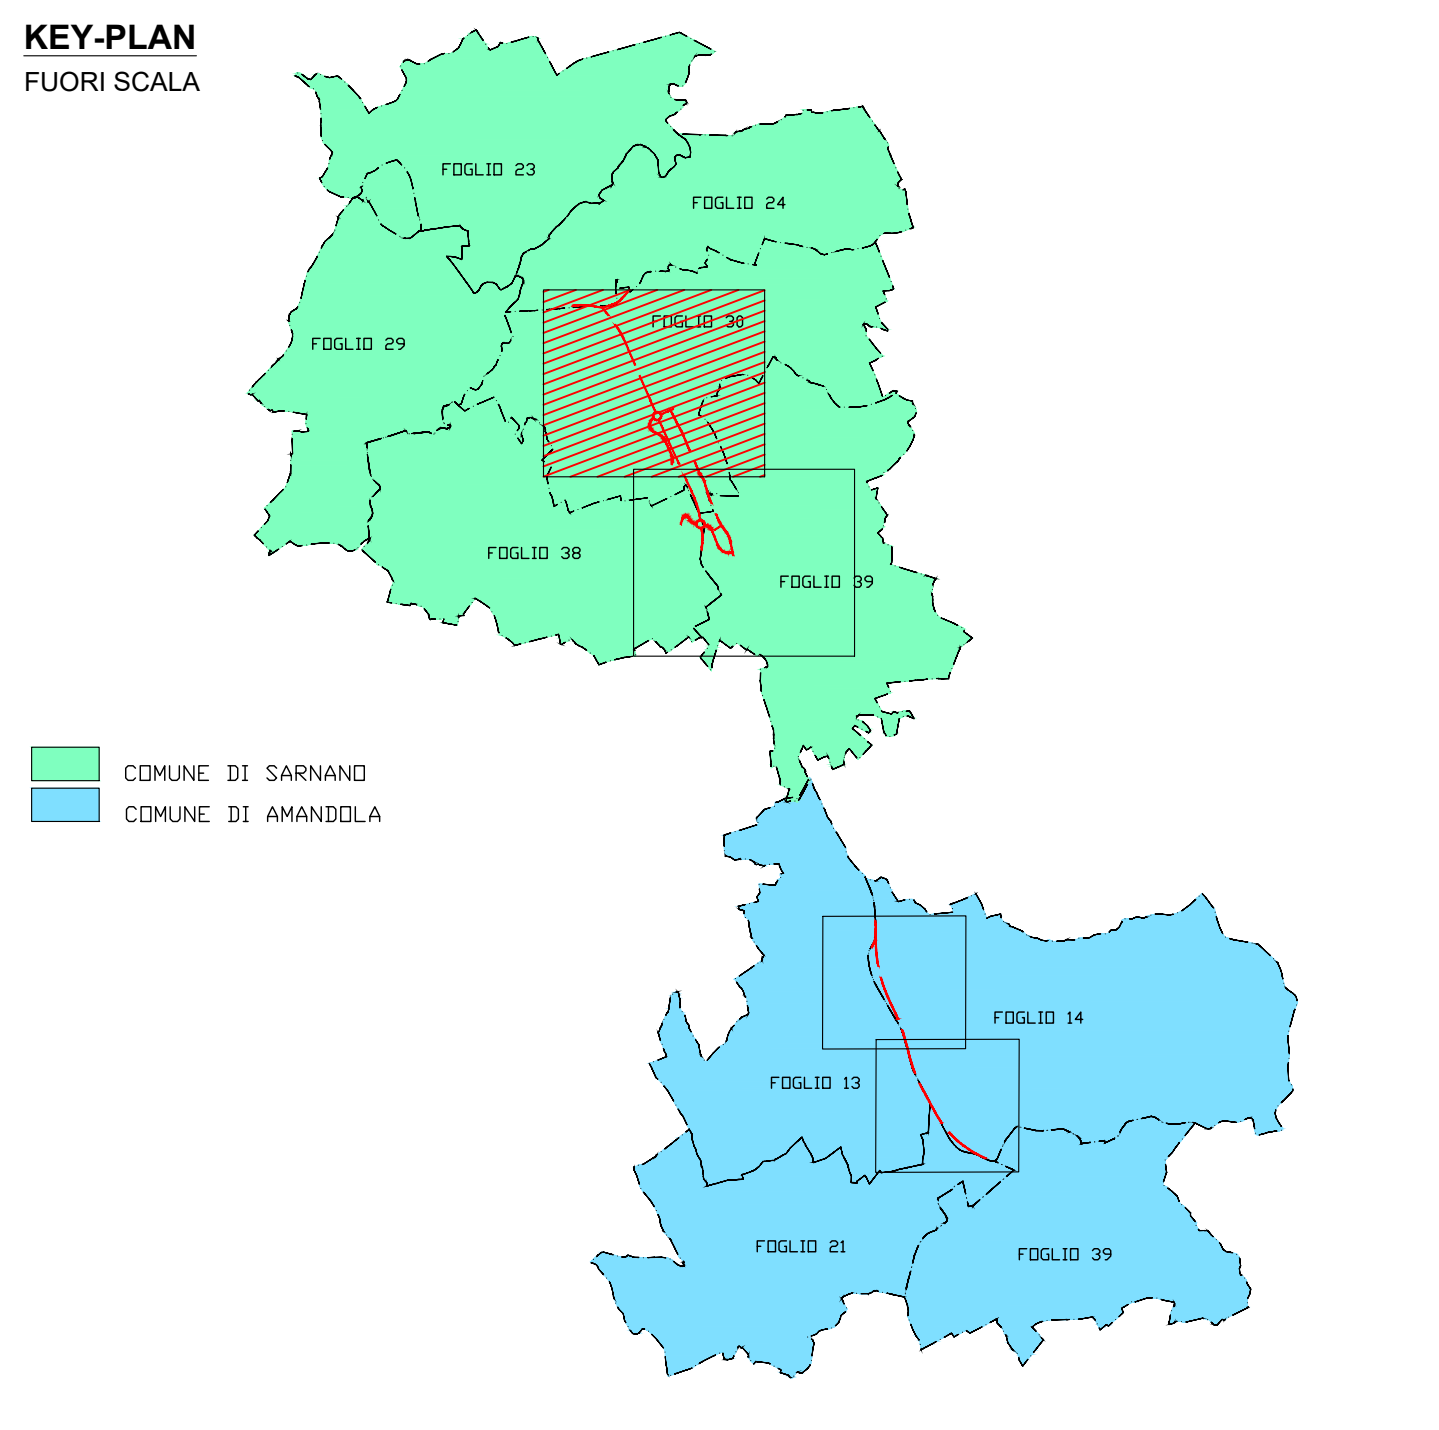 KEY-PLAN
FUORI SCALA
FOGLIO 23
FOGLIO 24
FOGLIO 30
FOGLIO 29
FOGLIO 38
FOGLIO 39
COMUNE DI SARNANO
COMUNE DI AMANDOLA
FOGLIO 14
FOGLIO 13
FOGLIO 21
FOGLIO 39